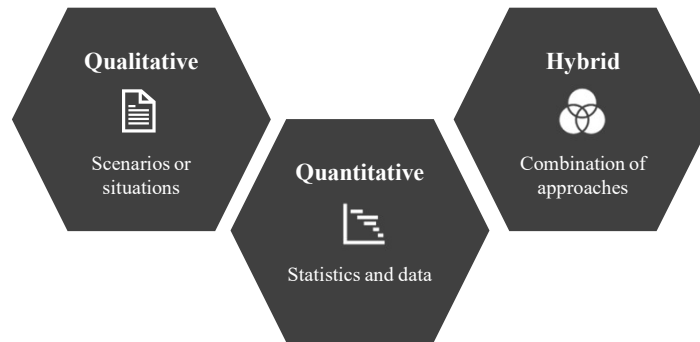 Qualitative
Scenarios or
situations
Quantitative
Statistics and data
Hybrid
Combination of
approaches